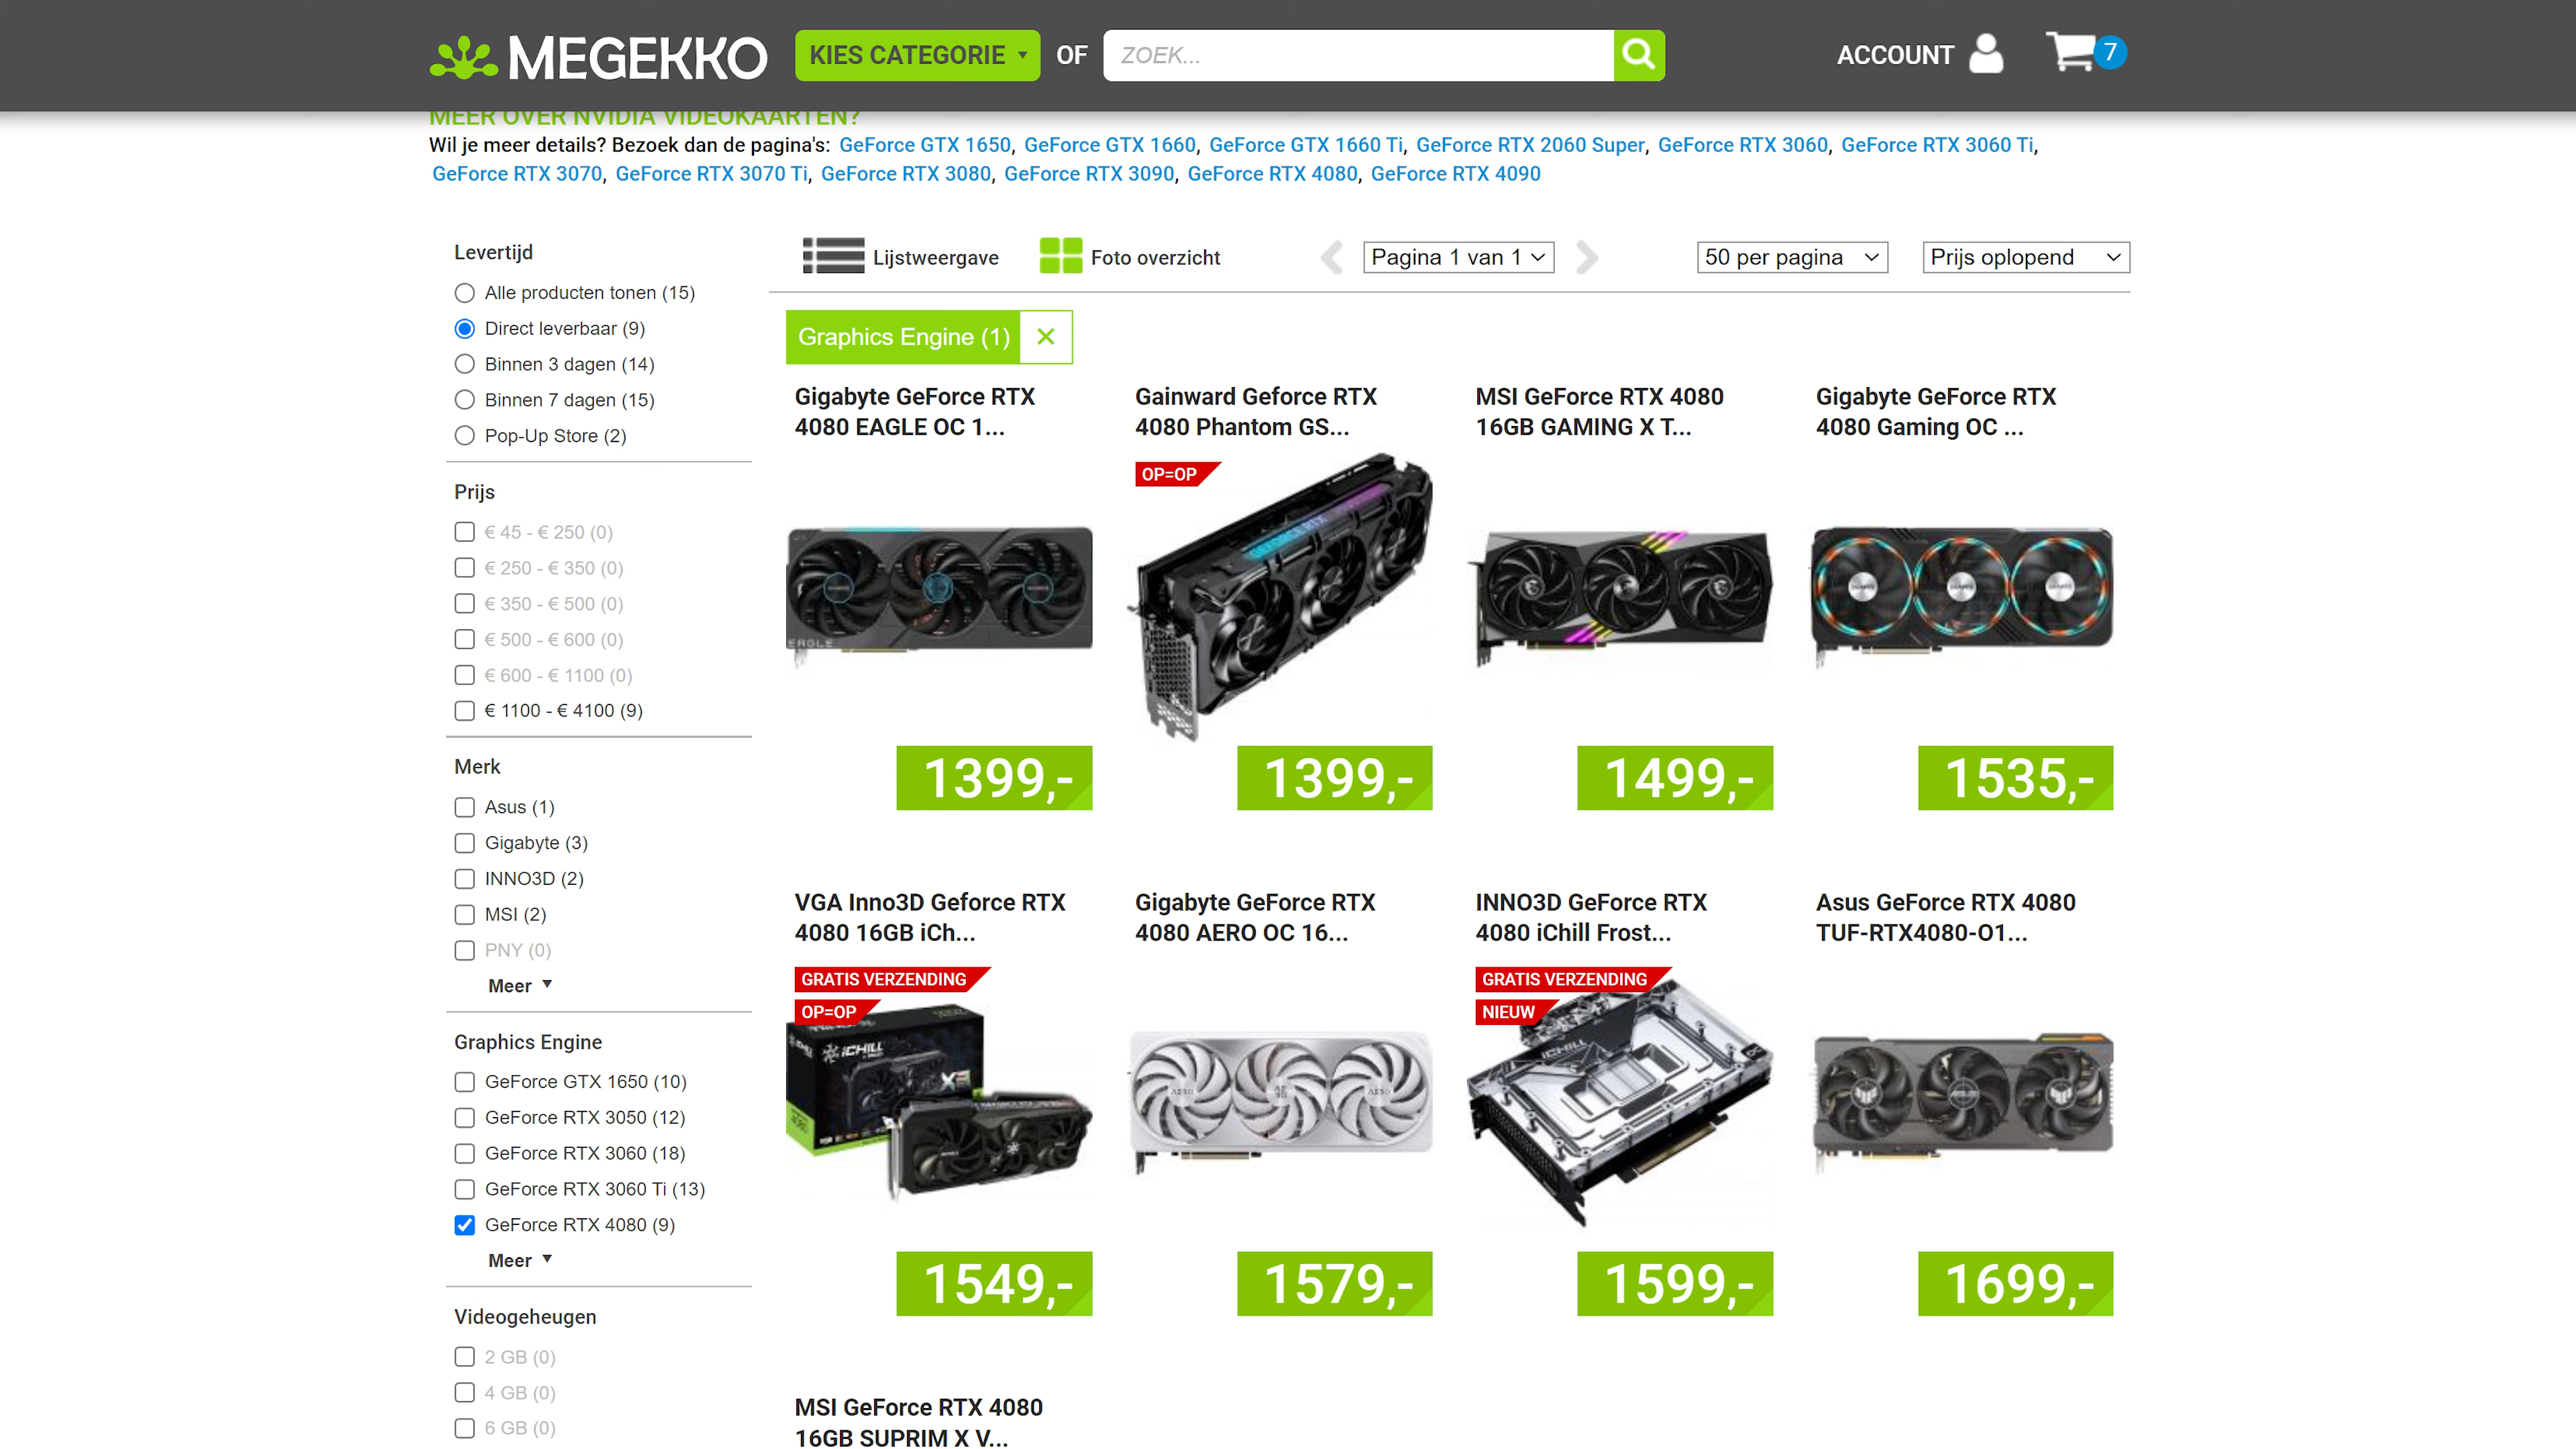 MEGEKKO
KIES CATEGORIE
OF
ZOEK...
ACCOUNT
7
MEER OVER NVIDIA VIDEOKAARTEN?
Wil je meer details? Bezoek dan de pagina's: GeForce GTX 1650, GeForce GTX 1660, GeForce GTX 1660 Ti, GeForce RTX 2060 Super, GeForce RTX 3060, GeForce RTX 3060 Ti,
GeForce RTX 3070, GeForce RTX 3070 Ti, GeForce RTX 3080, GeForce RTX 3090, GeForce RTX 4080, GeForce RTX 4090
Levertijd
Alle producten tonen (15)
Direct leverbaar (9)
Binnen 3 dagen (14)
Binnen 7 dagen (15)
Pop-Up Store (2)
Prijs
€ 45 - € 250 (0)
€ 250 - € 350 (0)
€ 350 - € 500 (0)
€ 500 - € 600 (0)
€ 600 - € 1100 (0)
€ 1100 - € 4100 (9)
Merk
Asus (1)
Gigabyte (3)
INNO3D (2)
MSI (2)
PNY (0)
Meer
Graphics Engine
GeForce GTX 1650 (10)
GeForce RTX 3050 (12)
GeForce RTX 3060 (18)
GeForce RTX 3060 Ti (13)
GeForce RTX 4080 (9)
Meer
Videogeheugen
2 GB (0)
4 GB (0)
6 GB (0)
Lijstweergave
Foto overzicht
Pagina 1 van 1
50 per pagina
Prijs oplopend
Graphics Engine (1)
Gigabyte GeForce RTX
4080 EAGLE OC 1...
EAGLE
1399,-
Gainward Geforce RTX
4080 Phantom GS...
OP=OP
GEFORCE RTX
1399,-
MSI GeForce RTX 4080
16GB GAMING X T...
1499,-
Gigabyte GeForce RTX
4080 Gaming OC ...
1535,-
VGA Inno3D Geforce RTX
4080 16GB iCh...
GRATIS VERZENDING
OP=OP
iCHILL
X3
1549,-
Gigabyte GeForce RTX
4080 AERO OC 16...
1579,-
INNO3D GeForce RTX
4080 iChill Frost...
GRATIS VERZENDING
NIEUW
iCHILL
1599,-
Asus GeForce RTX 4080
TUF-RTX4080-O1...
1699,-
MSI GeForce RTX 4080
16GB SUPRIM X V...